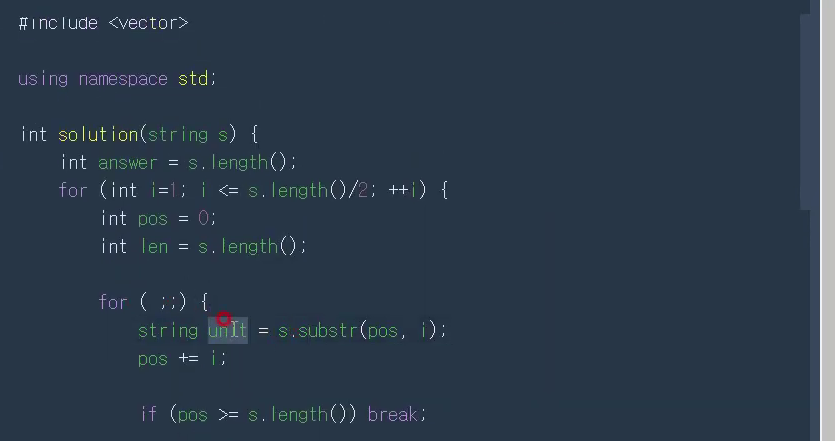 #include <vector>
using namespace std;
int solution(string s) {
int answer = s.length();
for (int i=1; i <= s.length()/2; ++i) {
int pos = 0;
int len = s.length();
for ( ;;) {
string unit = s.substr(pos, i);
pos += i;
if (pos >= s.length()) break;